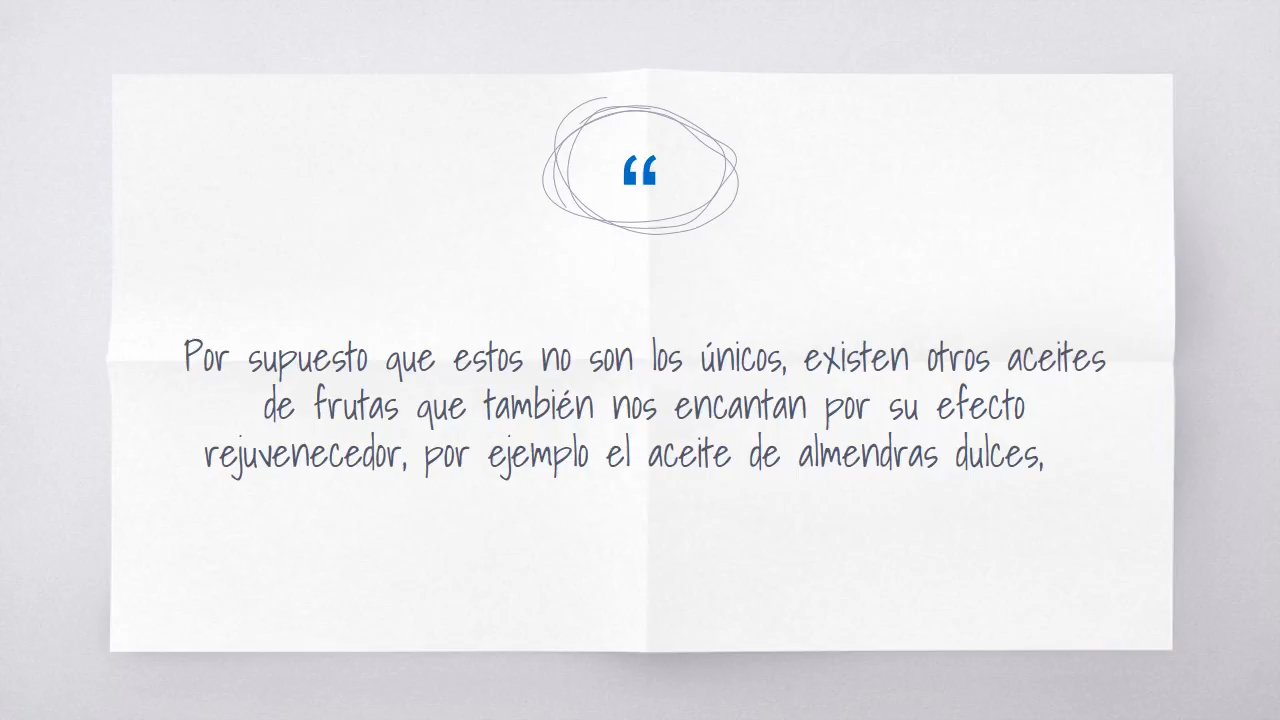 “
Por supuesto que estos no son los únicos, existen otros aceites
de frutas que también nos encantan por su efecto
rejuvenecedor, por ejemplo el aceite de almendras dulces,